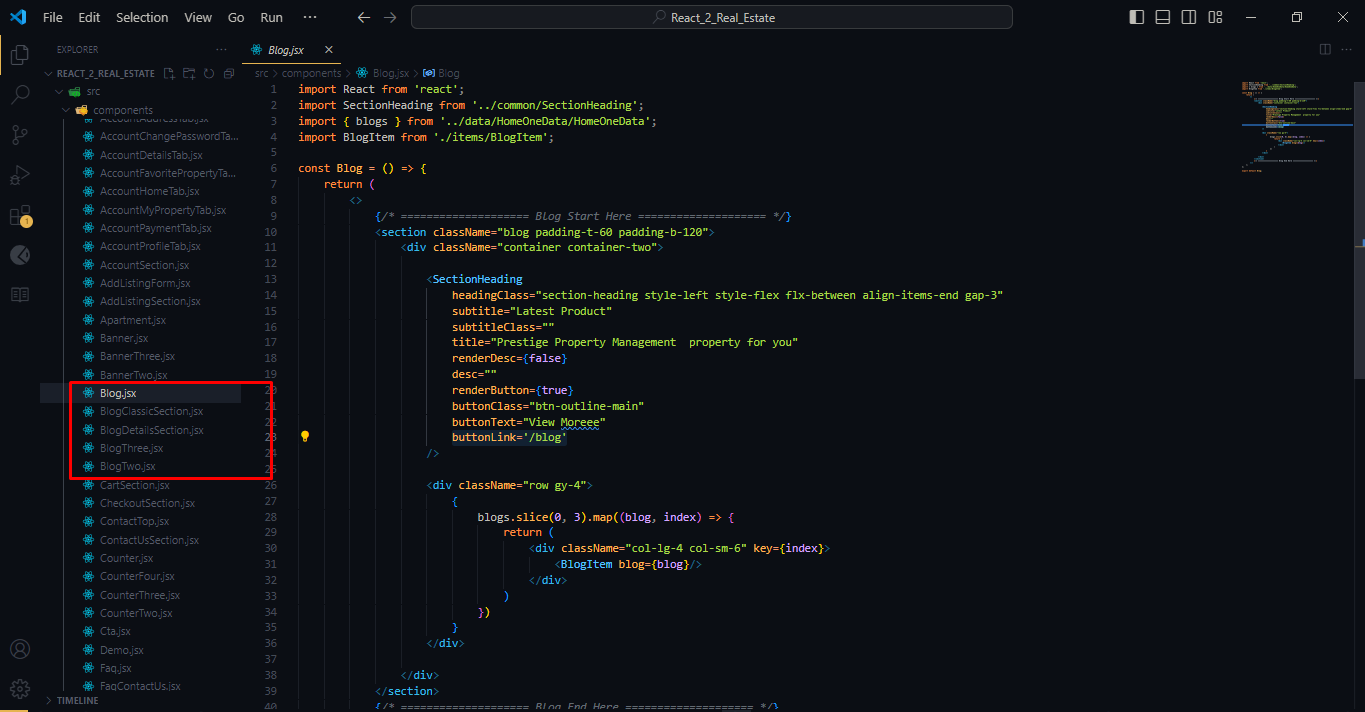 File Edit Selection View Go Run ···
React_2_Real_Estate
EXPLORER ···
REACT_2_REAL_ESTATE
src
components
AccountAddressTab.jsx
AccountChangePasswordTa...
AccountDetailsTab.jsx
AccountFavoritePropertyTa...
AccountHomeTab.jsx
AccountMyPropertyTab.jsx
AccountPaymentTab.jsx
AccountProfileTab.jsx
AccountSection.jsx
AddListingForm.jsx
AddListingSection.jsx
Apartment.jsx
Banner.jsx
BannerThree.jsx
BannerTwo.jsx
Blog.jsx
BlogClassicSection.jsx
BlogDetailsSection.jsx
BlogThree.jsx
BlogTwo.jsx
CartSection.jsx
CheckoutSection.jsx
ContactTop.jsx
ContactUsSection.jsx
Counter.jsx
CounterFour.jsx
CounterThree.jsx
CounterTwo.jsx
Cta.jsx
Demo.jsx
Faq.jsx
FaqContactUs.jsx
TIMELINE
1
Blog.jsx
src > components > Blog.jsx > Blog
1 import React from 'react';
2 import SectionHeading from '../common/SectionHeading';
3 import { blogs } from '../data/HomeOneData/HomeOneData';
4 import BlogItem from './items/BlogItem';
5
6 const Blog = () => {
7 return (
8 <>
9 {/* ==================== Blog Start Here ==================== */}
10 <section className="blog padding-t-60 padding-b-120">
11 <div className="container container-two">
12
13 <SectionHeading
14 headingClass="section-heading style-left style-flex flx-between align-items-end gap-3"
15 subtitle="Latest Product"
16 subtitleClass=""
17 title="Prestige Property Management  property for you"
18 renderDesc={false}
19 desc=""
20 renderButton={true}
21 buttonClass="btn-outline-main"
22 buttonText="View Moreee"
23 buttonLink='/blog'
24 />
25
26 <div className="row gy-4">
27 {
28 blogs.slice(0, 3).map((blog, index) => {
29 return (
30 <div className="col-lg-4 col-sm-6" key={index}>
31 <BlogItem blog={blog}/>
32 </div>
33 )
34 })
35 }
36 </div>
37
38 </div>
39 </section>
40 {/* ==================== Blog End Here ==================== */}